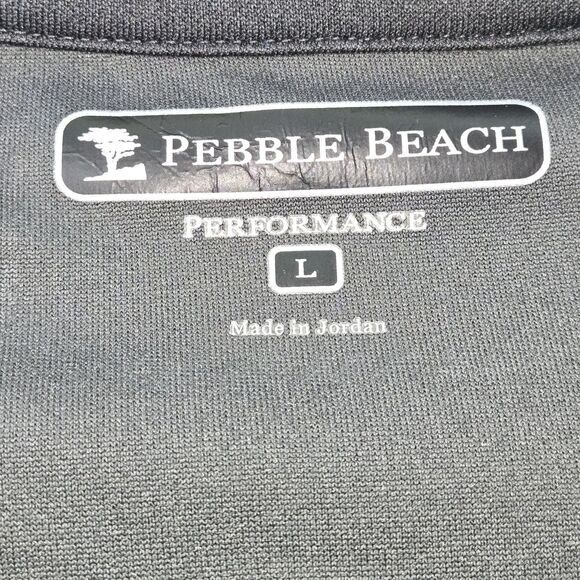 PEBBLE BEACH
PERFORMANCE
L
Made in Jordan